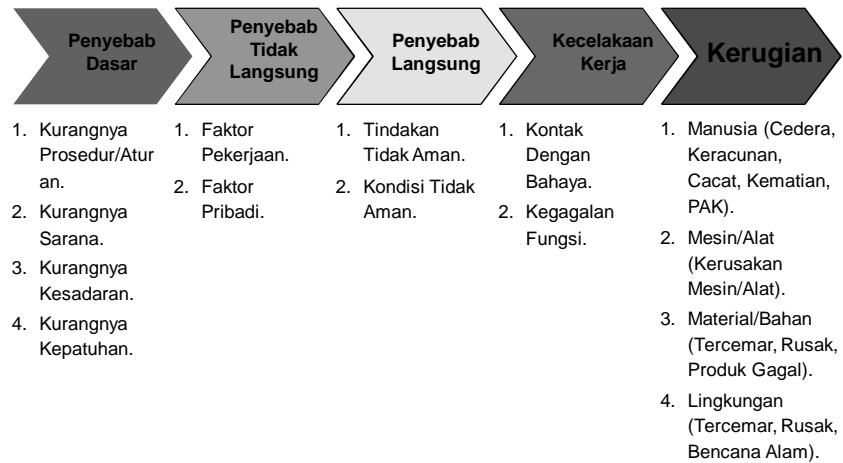 Penyebab
Dasar
Penyebab
Tidak
Langsung
Penyebab
Langsung
Kecelakaan
Kerja
Kerugian
1. Kurangnya
Prosedur/Atur
an.
2. Kurangnya
Sarana.
3. Kurangnya
Kesadaran.
4. Kurangnya
Kepatuhan.
1. Faktor
Pekerjaan.
2. Faktor
Pribadi.
1. Tindakan
Tidak Aman.
2. Kondisi Tidak
Aman.
1. Kontak
Dengan
Bahaya.
2. Kegagalan
Fungsi.
1. Manusia (Cedera,
Keracunan,
Cacat, Kematian,
PAK).
2. Mesin/Alat
(Kerusakan
Mesin/Alat).
3. Material/Bahan
(Tercemar, Rusak,
Produk Gagal).
4. Lingkungan
(Tercemar, Rusak,
Bencana Alam).